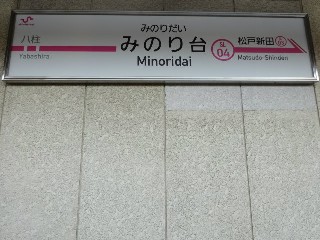 みのりだい
八柱
みのり台
SL
04
松戸新田
Yabashira
Minoridai
Matsudo-Shinden